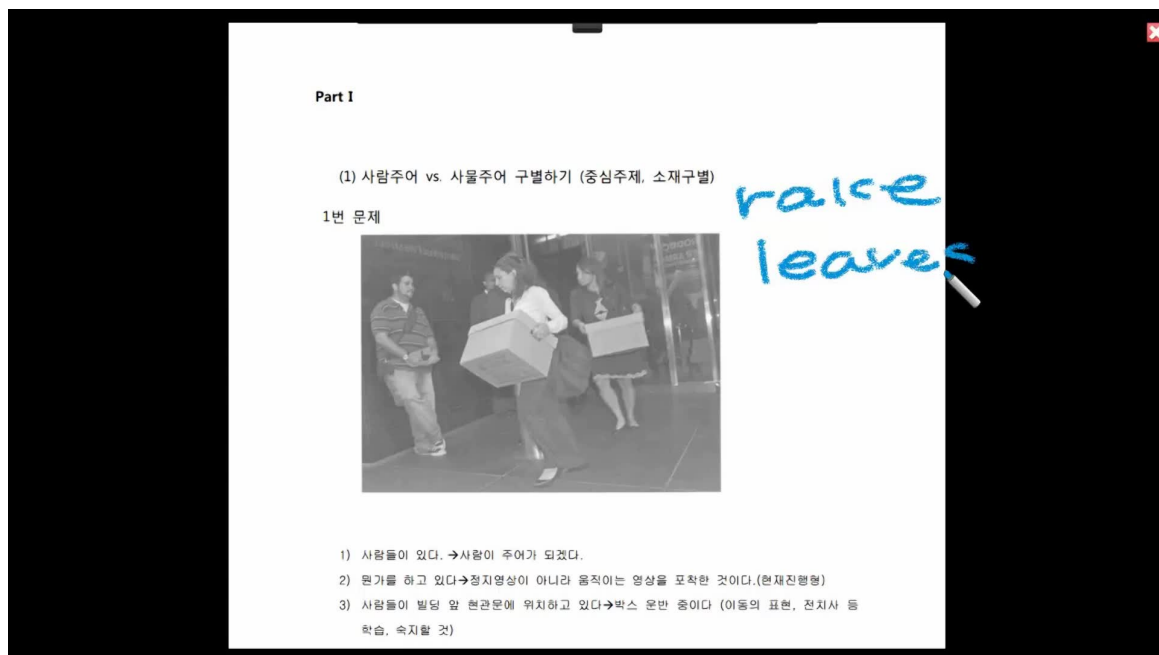 Part I
(1) 사람주어 vs. 사물주어 구별하기 (중심주제, 소재구별)
rake
leaves
1번 문제
1) 사람들이 있다. →사람이 주어가 되겠다.
2) 뭔가를 하고 있다→정지영상이 아니라 움직이는 영상을 포착한 것이다.(현재진행형)
3) 사람들이 빌딩 앞 현관문에 위치하고 있다→박스 운반 중이다 (이동의 표현, 전치사 등
학습, 숙지할 것)